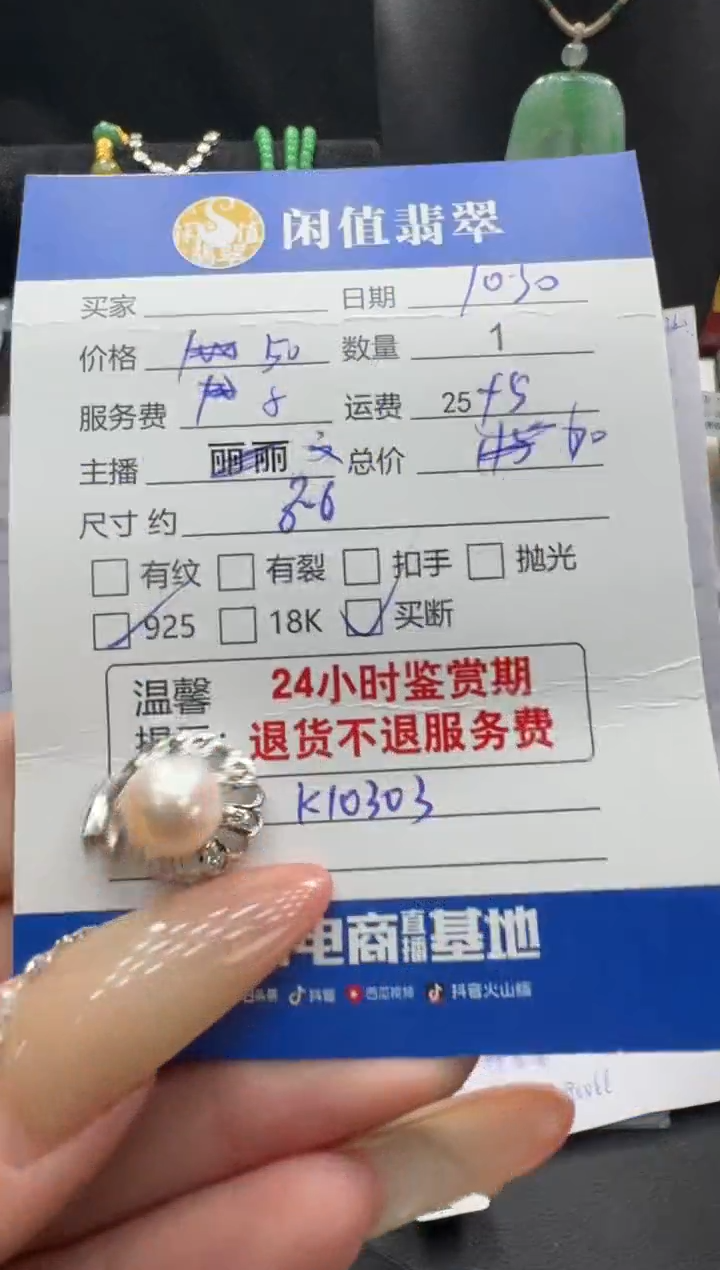 闲值翡翠
买家 日期 10.30
价格 50 数量 1
服务费 8 运费 25
主播 丽丽 总价 60
尺寸 约
有纹 有裂 扣手 抛光
925 18K 买断
温馨 24小时鉴赏期
退货不退服务费
K10303
电商直播基地
抖音 西瓜视频 抖音火山版